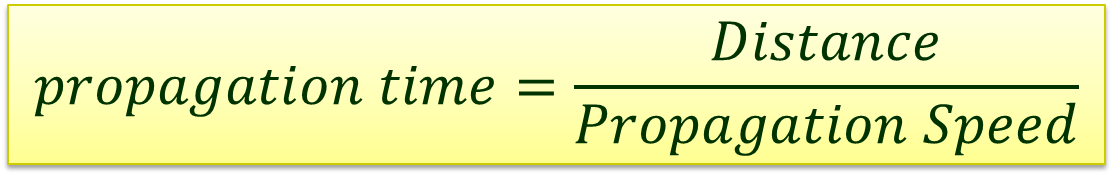 propagation time = Distance / Propagation Speed